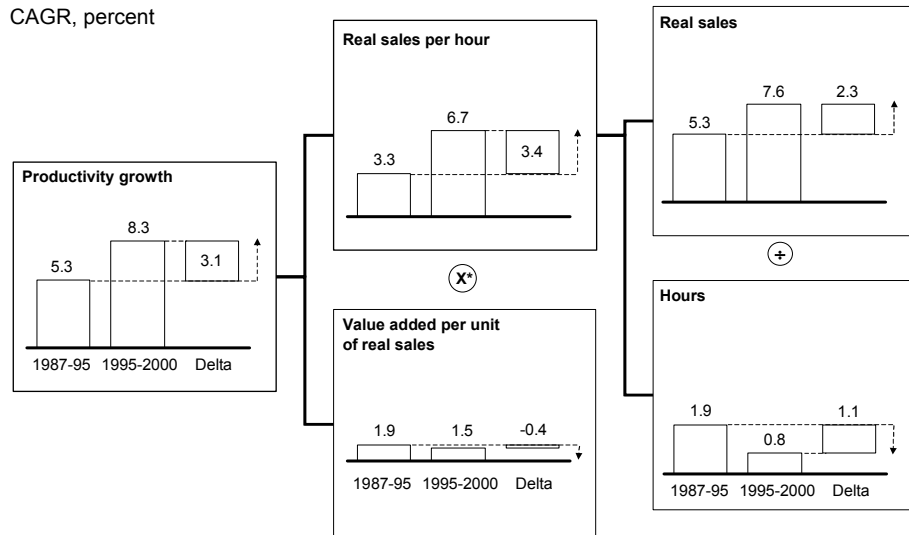 CAGR, percent
Productivity growth
5.3
8.3
3.1
1987-95 1995-2000 Delta
Real sales per hour
3.3
6.7
3.4
X*
Value added per unit
of real sales
1.9 1.5 -0.4
1987-95 1995-2000 Delta
Real sales
5.3
7.6
2.3
÷
Hours
1.9
0.8
1.1
1987-95 1995-2000 Delta